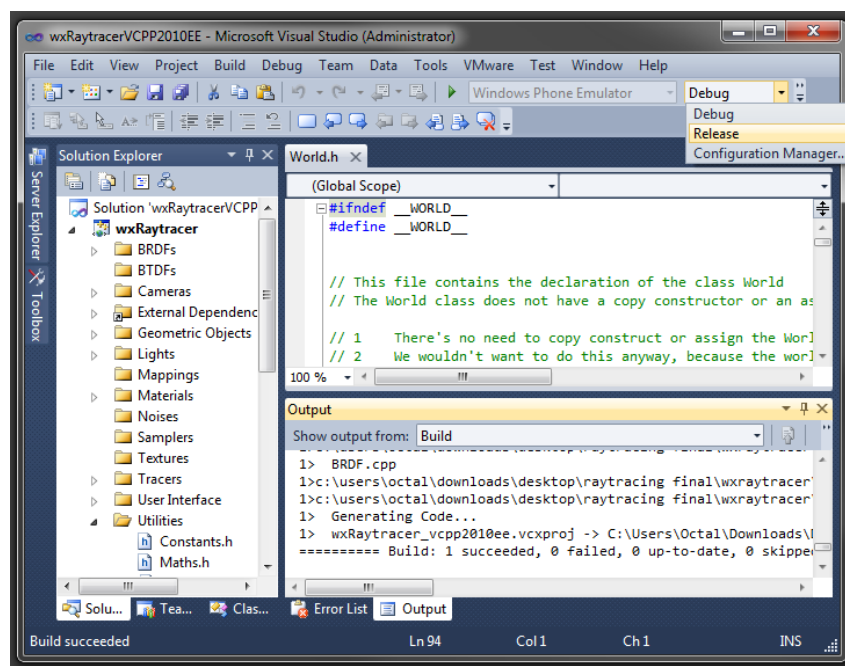 wxRaytracerVCPP2010EE - Microsoft Visual Studio (Administrator)
File Edit View Project Build Debug Team Data Tools VMware Test Window Help
Windows Phone Emulator Debug
Debug
Release
Configuration Manager...
Server Explorer
Toolbox
Solution Explorer
Solution 'wxRaytracerVCPP
wxRaytracer
BRDFs
BTDFs
Cameras
External Dependenc
Geometric Objects
Lights
Mappings
Materials
Noises
Samplers
Textures
Tracers
User Interface
Utilities
Constants.h
Maths.h
Solu... Tea... Clas...
World.h
(Global Scope)
#ifndef __WORLD__
#define __WORLD__
// This file contains the declaration of the class World
// The World class does not have a copy constructor or an as
// 1 There's no need to copy construct or assign the Worl
// 2 We wouldn't want to do this anyway, because the worl
100 %
Output
Show output from: Build
1> BRDF.cpp
1>c:\users\octal\downloads\desktop\raytracing final\wxraytracer
1>c:\users\octal\downloads\desktop\raytracing final\wxraytracer
1> Generating Code...
1> wxRaytracer_vcpp2010ee.vcxproj -> C:\Users\Octal\Downloads\
========== Build: 1 succeeded, 0 failed, 0 up-to-date, 0 skippe
Error List Output
Build succeeded Ln 94 Col 1 Ch 1 INS